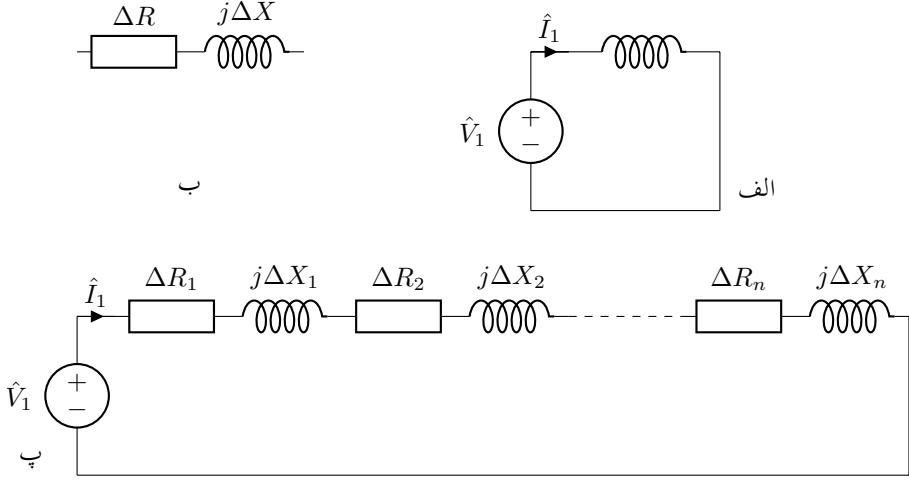 ΔR jΔX
Î₁
V̂₁
+
−
ب
الف
ΔR₁ jΔX₁ ΔR₂ jΔX₂ ΔRₙ jΔXₙ
Î₁
V̂₁
+
−
پ